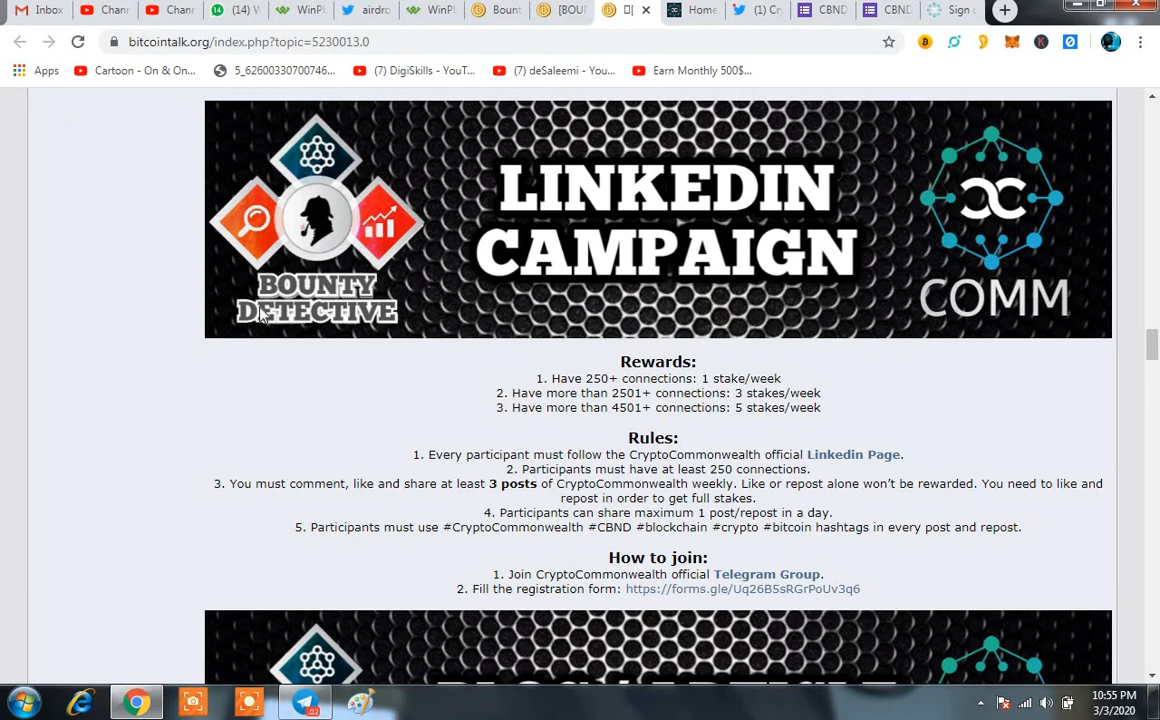 Inbox
Chann
Chann
(14) W
WinPL
airdro
WinPL
Bount
[BOUN
[
Home
(1) Cr
CBND
CBND
Sign
bitcointalk.org/index.php?topic=5230013.0
Apps
Cartoon - On & On...
5_62600330700746...
(7) DigiSkills - YouT...
(7) deSaleemi - You...
Earn Monthly 500$...
LINKEDIN
CAMPAIGN
BOUNTY
DETECTIVE
COMM
Rewards:
1. Have 250+ connections: 1 stake/week
2. Have more than 2501+ connections: 3 stakes/week
3. Have more than 4501+ connections: 5 stakes/week
Rules:
1. Every participant must follow the CryptoCommonwealth official Linkedin Page.
2. Participants must have at least 250 connections.
3. You must comment, like and share at least 3 posts of CryptoCommonwealth weekly. Like or repost alone won't be rewarded. You need to like and
repost in order to get full stakes.
4. Participants can share maximum 1 post/repost in a day.
5. Participants must use #CryptoCommonwealth #CBND #blockchain #crypto #bitcoin hashtags in every post and repost.
How to join:
1. Join CryptoCommonwealth official Telegram Group.
2. Fill the registration form: https://forms.gle/Uq26B5sRGrPoUv3q6
02
10:55 PM
3/3/2020